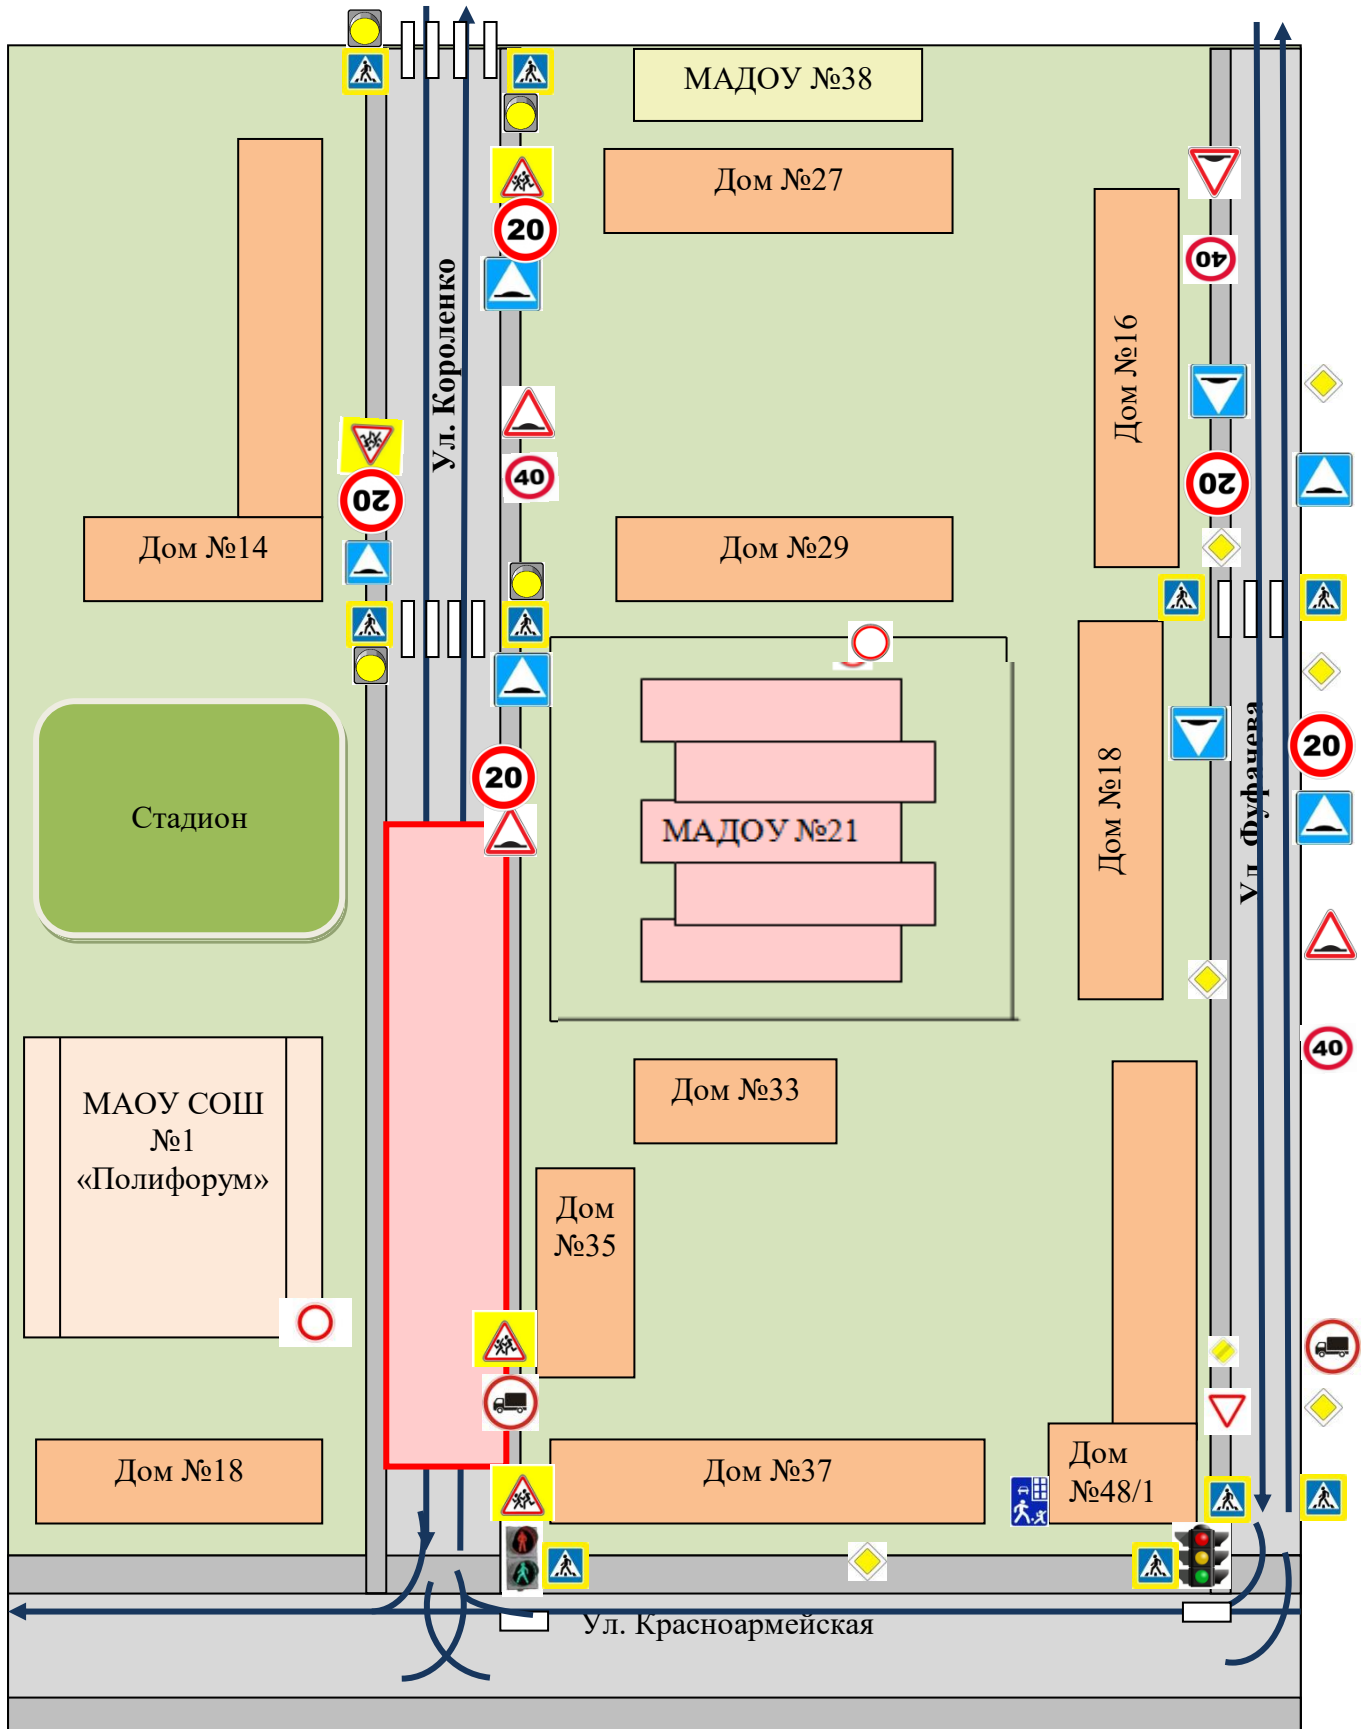 МАДОУ №38
Дом №27
20
Ул. Короленко
40
Дом №16
40
20
Дом №14
20
Дом №29
20
Дом №18
20
Ул. Фуфачева
20
Стадион
МАДОУ №21
40
МАОУ СОШ
№1
«Полифорум»
Дом №33
Дом
№35
Дом №18
Дом №37
Дом
№48/1
Ул. Красноармейская